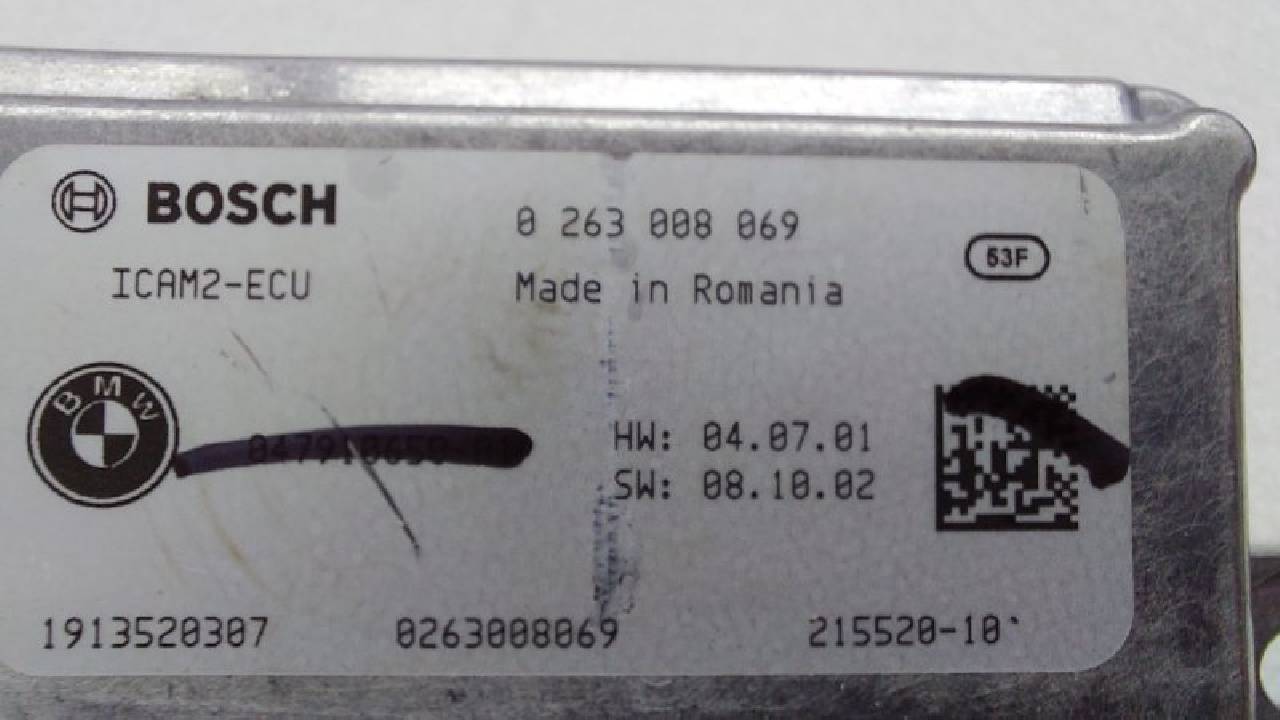 BOSCH
0 263 008 069
53F
ICAM2-ECU
Made in Romania
BMW
HW: 04.07.01
SW: 08.10.02
1913520307
0263008069
215520-10